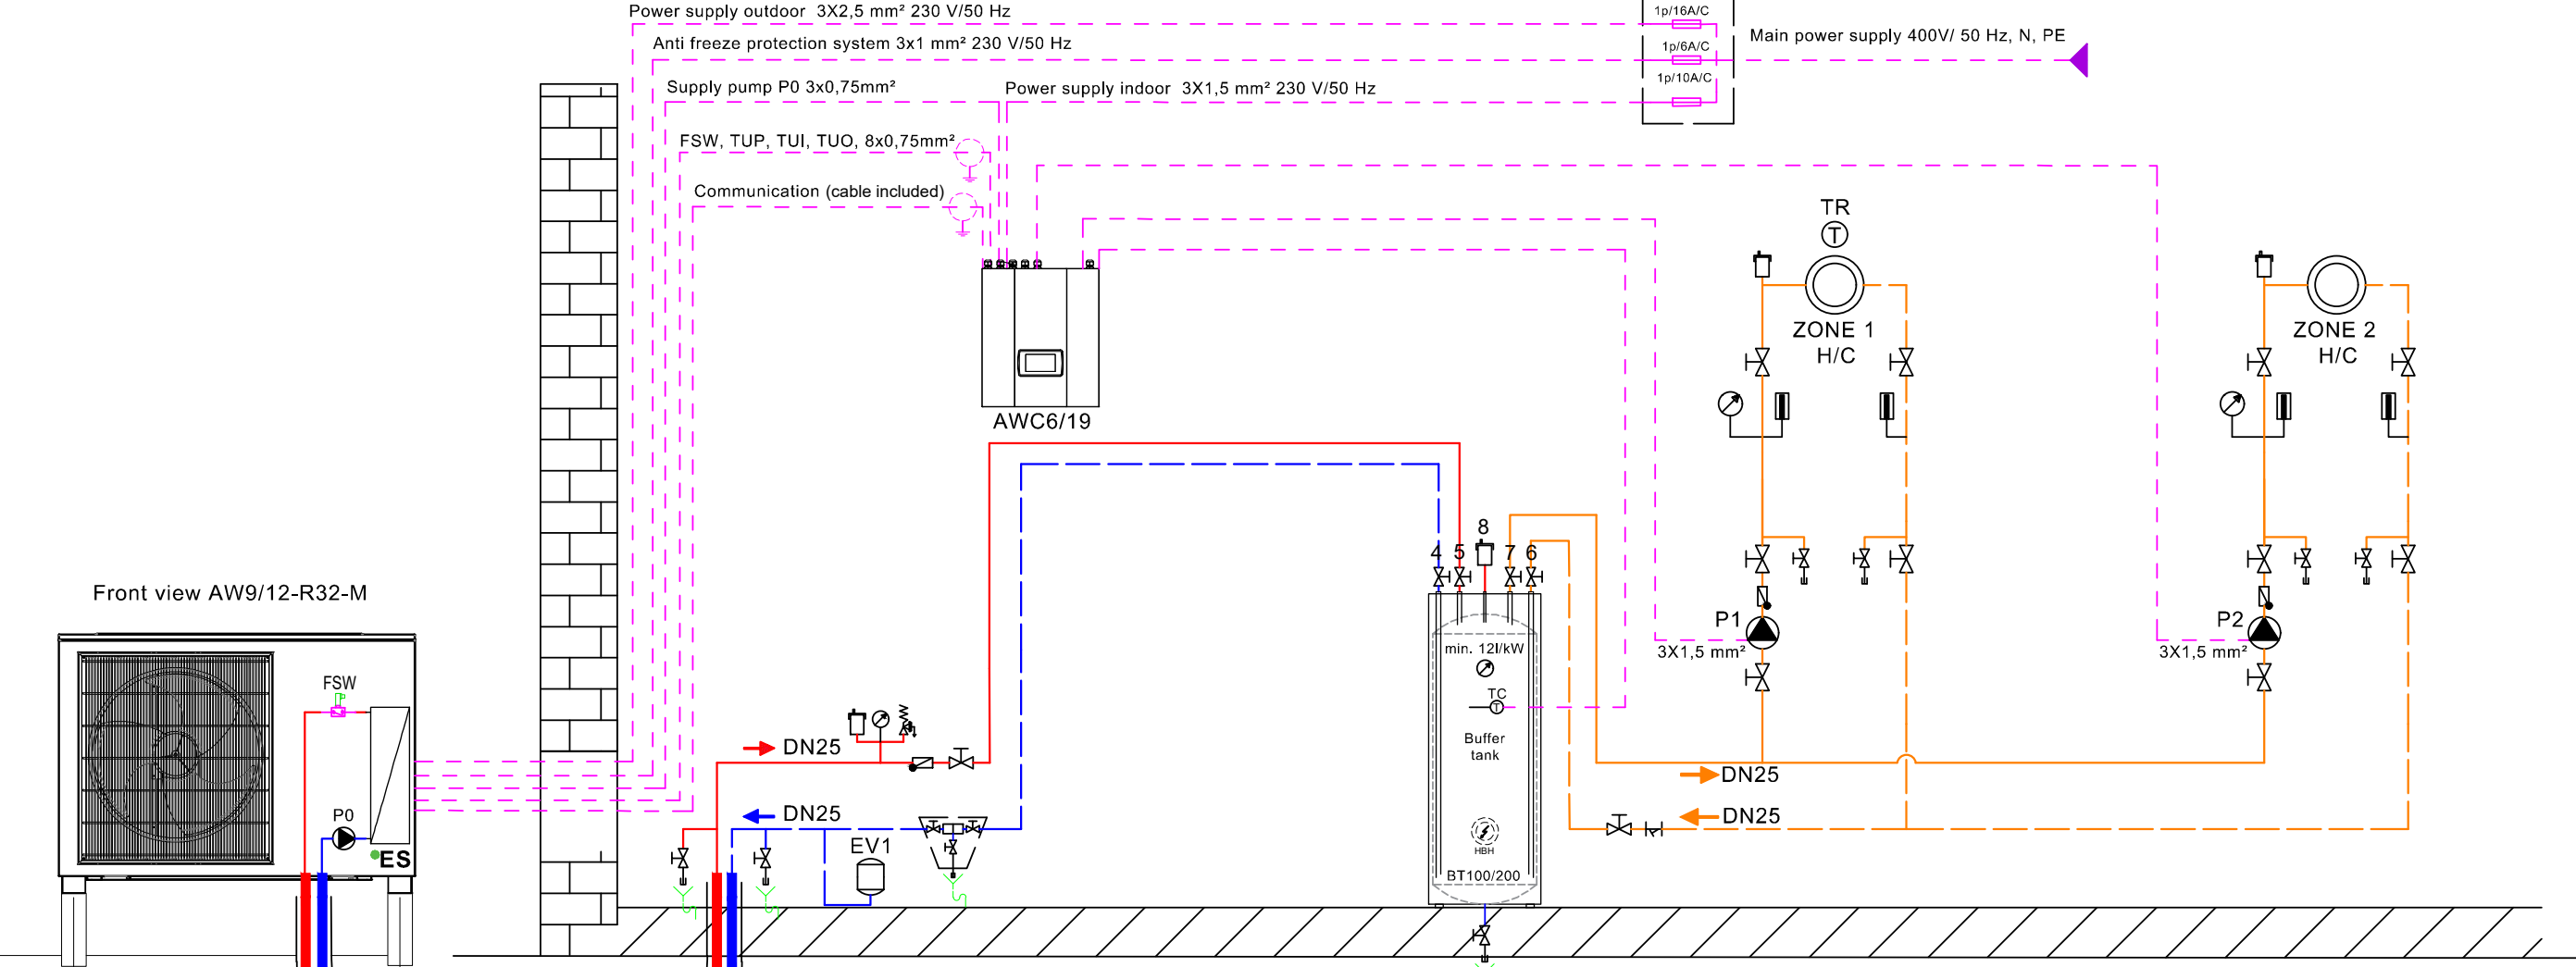 Power supply outdoor 3X2,5 mm² 230 V/50 Hz
1p/16A/C
Anti freeze protection system 3x1 mm² 230 V/50 Hz
1p/6A/C
Main power supply 400V/ 50 Hz, N, PE
1p/10A/C
Supply pump P0 3x0,75mm²
Power supply indoor 3X1,5 mm² 230 V/50 Hz
FSW, TUP, TUI, TUO, 8x0,75mm²
Communication (cable included)
TR
T
ZONE 1
H/C
ZONE 2
H/C
AWC6/19
8
4 5 7 6
Front view AW9/12-R32-M
P1
3X1,5 mm²
P2
3X1,5 mm²
min. 12l/kW
FSW
TC
T
DN25
Buffer
tank
DN25
P0
DN25
DN25
ES
EV1
HBH
BT100/200